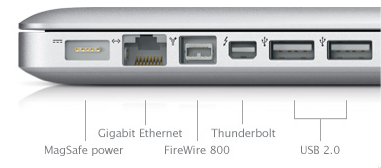 Gigabit Ethernet Thunderbolt
MagSafe power FireWire 800 USB 2.0